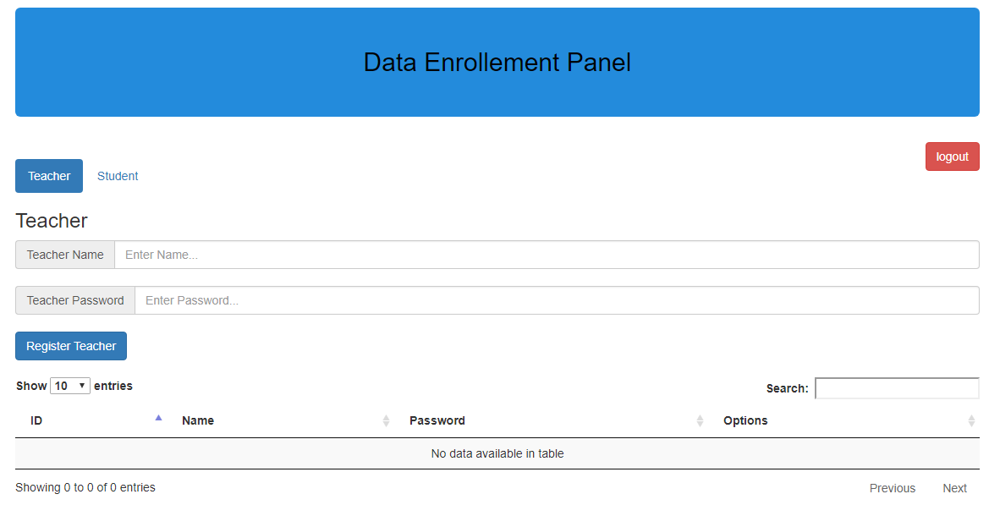 Data Enrollement Panel
logout
Teacher Student
Teacher
Teacher Name Enter Name...
Teacher Password Enter Password...
Register Teacher
Show 10 entries Search:
ID Name Password Options
No data available in table
Showing 0 to 0 of 0 entries Previous Next